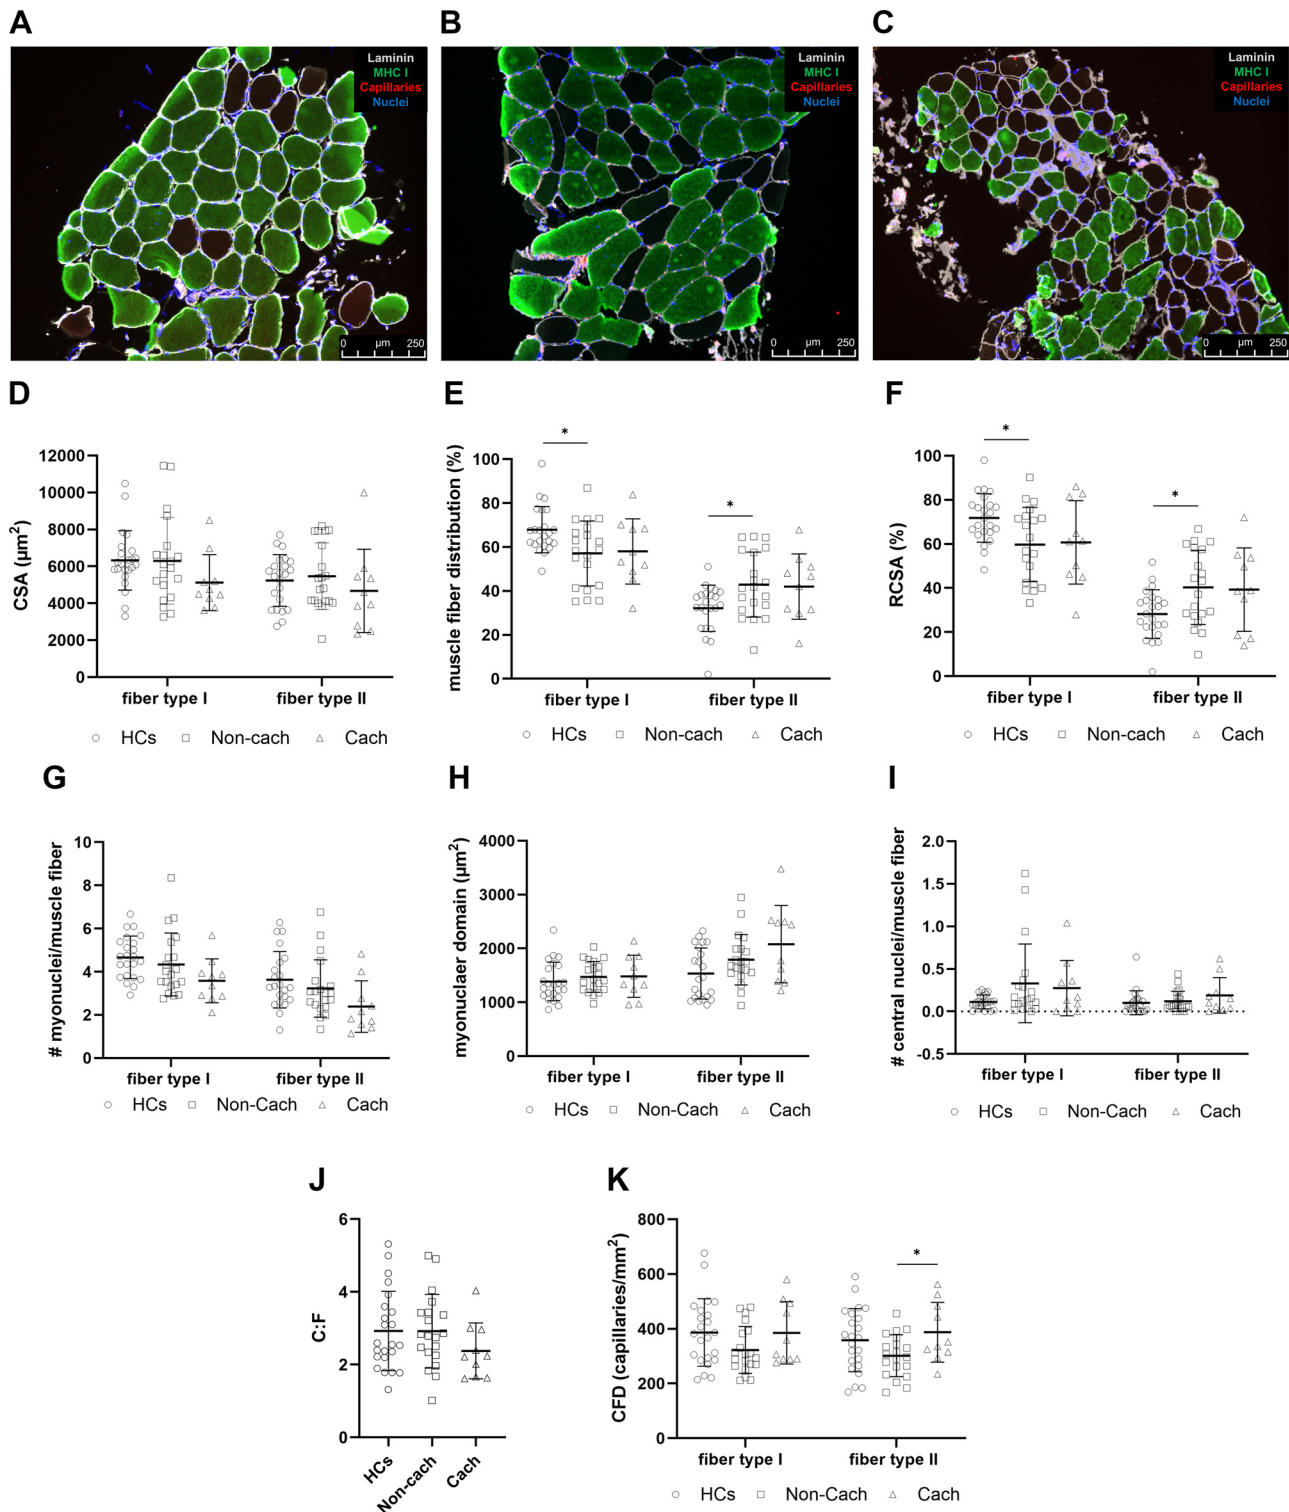 A
B
C
Laminin
MHC I
Capillaries
Nuclei
0 µm 250
Laminin
MHC I
Capillaries
Nuclei
0 µm 250
Laminin
MHC I
Capillaries
Nuclei
0 µm 250
D
CSA (µm²)
12000
10000
8000
6000
4000
2000
0
fiber type I
fiber type II
HCs
Non-cach
Cach
E
muscle fiber distribution (%)
100
80
60
40
20
0
*
*
fiber type I
fiber type II
HCs
Non-cach
Cach
F
RCSA (%)
100
80
60
40
20
0
*
*
fiber type I
fiber type II
HCs
Non-cach
Cach
G
# myonuclei/muscle fiber
10
8
6
4
2
0
fiber type I
fiber type II
HCs
Non-Cach
Cach
H
myonuclaer domain (µm²)
4000
3000
2000
1000
0
fiber type I
fiber type II
HCs
Non-Cach
Cach
I
# central nuclei/muscle fiber
2.0
1.5
1.0
0.5
0.0
-0.5
fiber type I
fiber type II
HCs
Non-Cach
Cach
J
C:F
6
4
2
0
HCs
Non-cach
Cach
K
CFD (capillaries/mm²)
800
600
400
200
0
*
fiber type I
fiber type II
HCs
Non-Cach
Cach